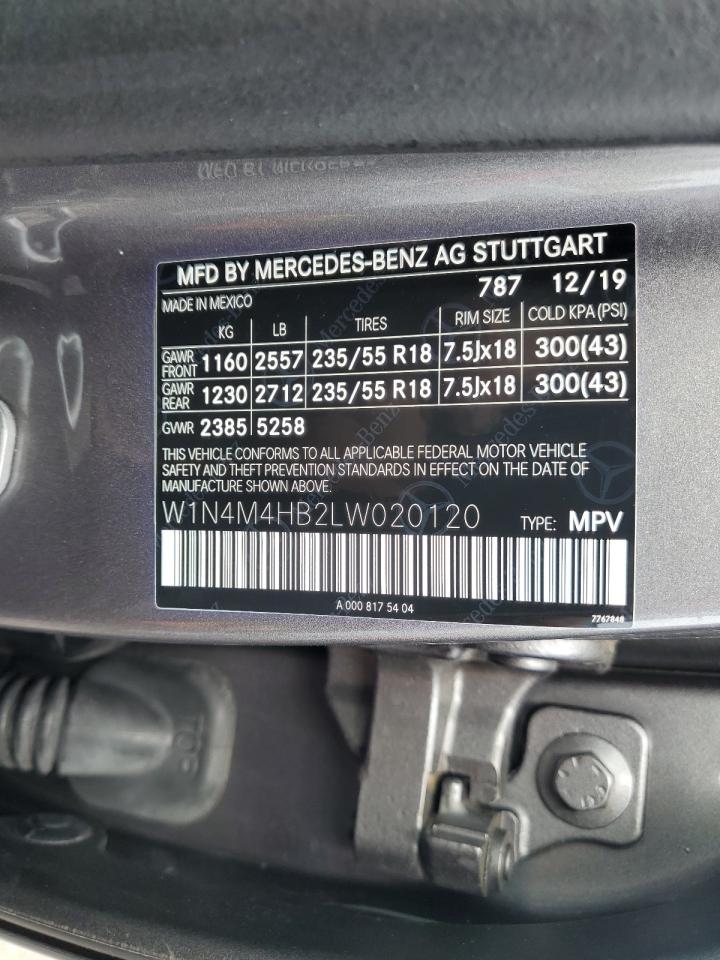 MFD BY MERCEDES-BENZ AG STUTTGART
MADE IN MEXICO 787 12/19
KG LB TIRES RIM SIZE COLD KPA (PSI)
GAWR FRONT 1160 2557 235/55 R18 7.5Jx18 300(43)
GAWR REAR 1230 2712 235/55 R18 7.5Jx18 300(43)
GVWR 2385 5258
THIS VEHICLE CONFORMS TO ALL APPLICABLE FEDERAL MOTOR VEHICLE
SAFETY AND THEFT PREVENTION STANDARDS IN EFFECT ON THE DATE OF
MANUFACTURE SHOWN ABOVE.
W1N4M4HB2LW020120 TYPE: MPV
A 000 817 54 04
7767848
TOP